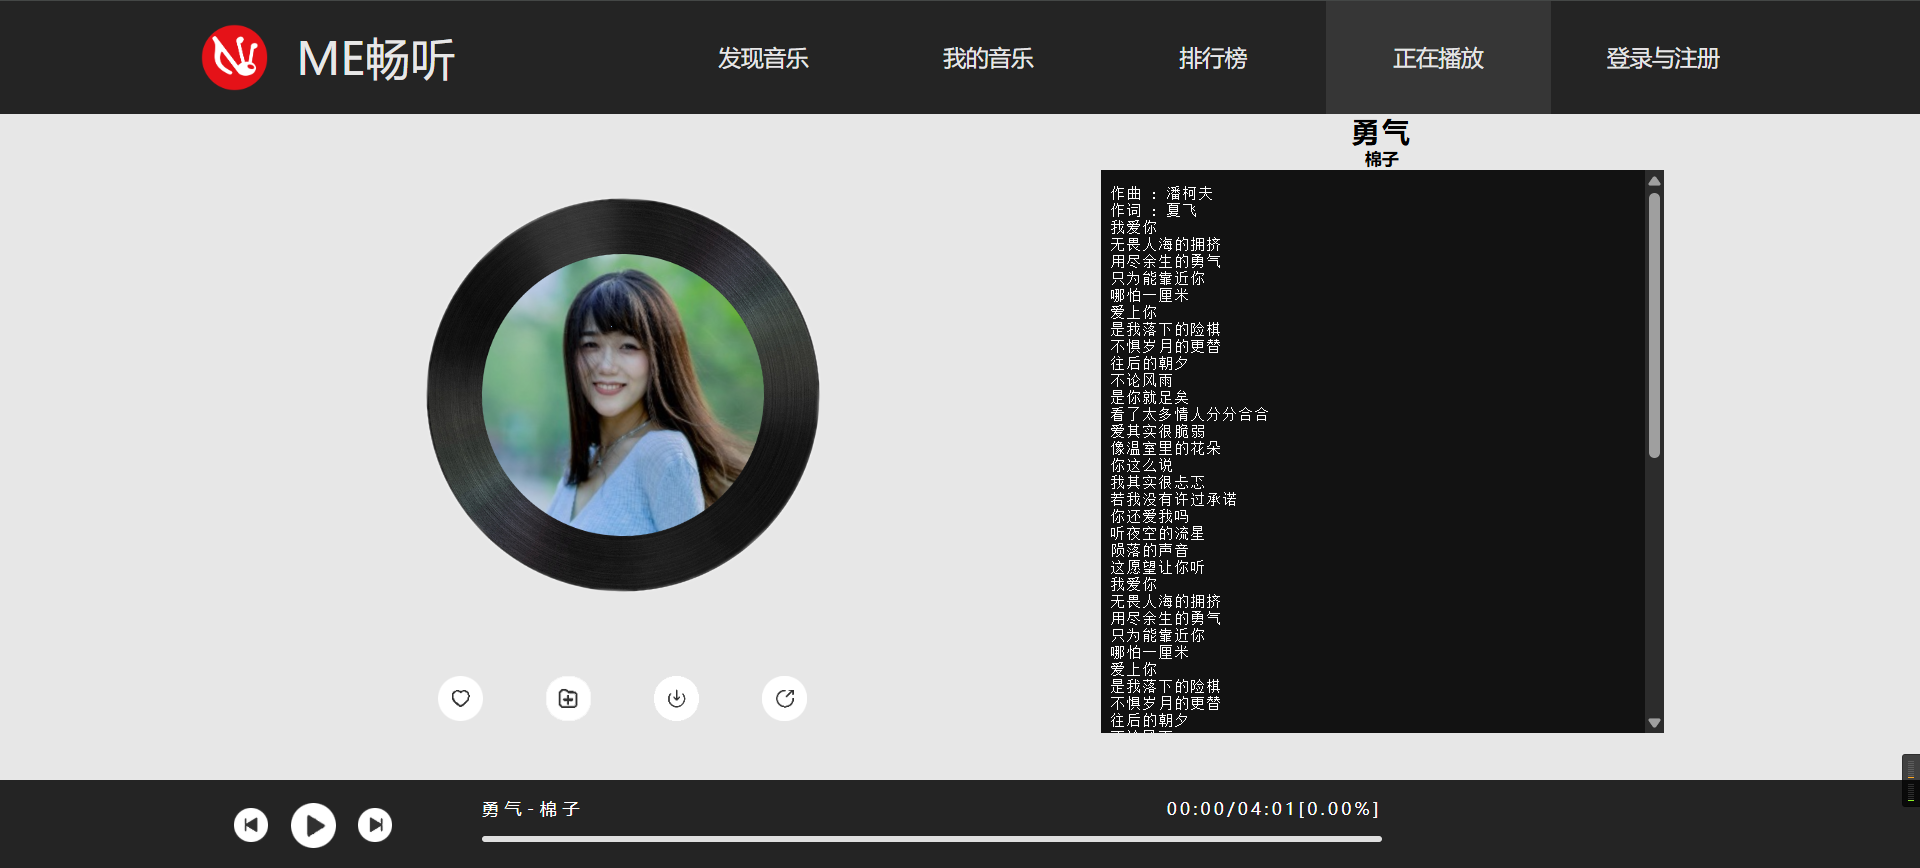 ME畅听
发现音乐
我的音乐
排行榜
正在播放
登录与注册
勇气
棉子
作曲 : 潘柯夫
作词 : 夏飞
我爱你
无畏人海的拥挤
用尽余生的勇气
只为能靠近你
哪怕一厘米
爱上你
是我落下的险棋
不惧岁月的更替
往后的朝夕
不论风雨
是你就足矣
看了太多情人分分合合
爱其实很脆弱
像温室里的花朵
你这么说
我其实很忐忑
若我没有许过承诺
你还爱我吗
听夜空的流星
陨落的声音
这愿望让你听
我爱你
无畏人海的拥挤
用尽余生的勇气
只为能靠近你
哪怕一厘米
爱上你
是我落下的险棋
不惧岁月的更替
往后的朝夕
勇气-棉子
00:00/04:01[0.00%]